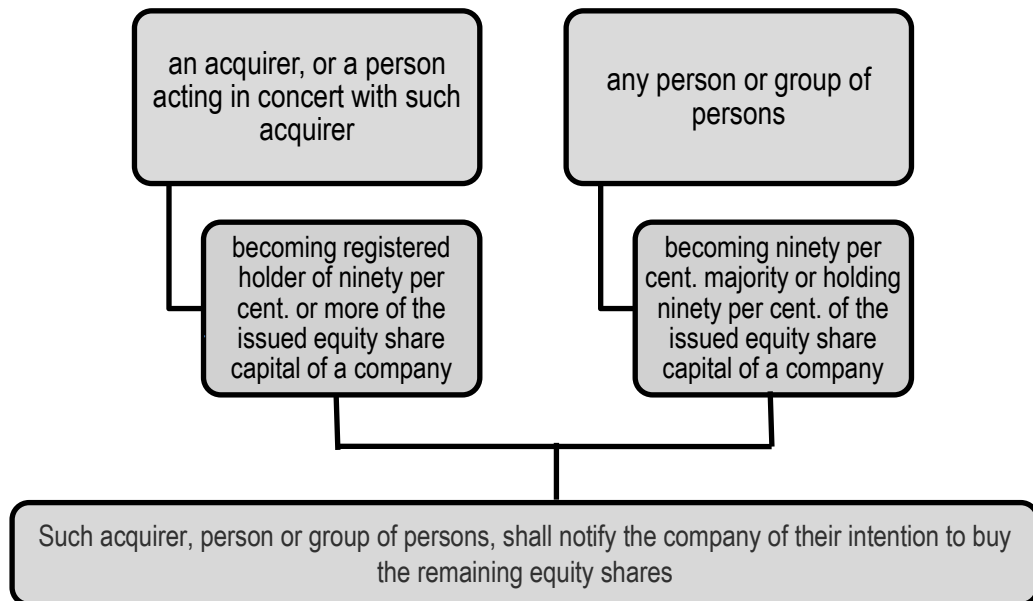 an acquirer, or a person
acting in concert with such
acquirer
any person or group of
persons
becoming registered
holder of ninety per
cent. or more of the
issued equity share
capital of a company
becoming ninety per
cent. majority or holding
ninety per cent. of the
issued equity share
capital of a company
Such acquirer, person or group of persons, shall notify the company of their intention to buy
the remaining equity shares